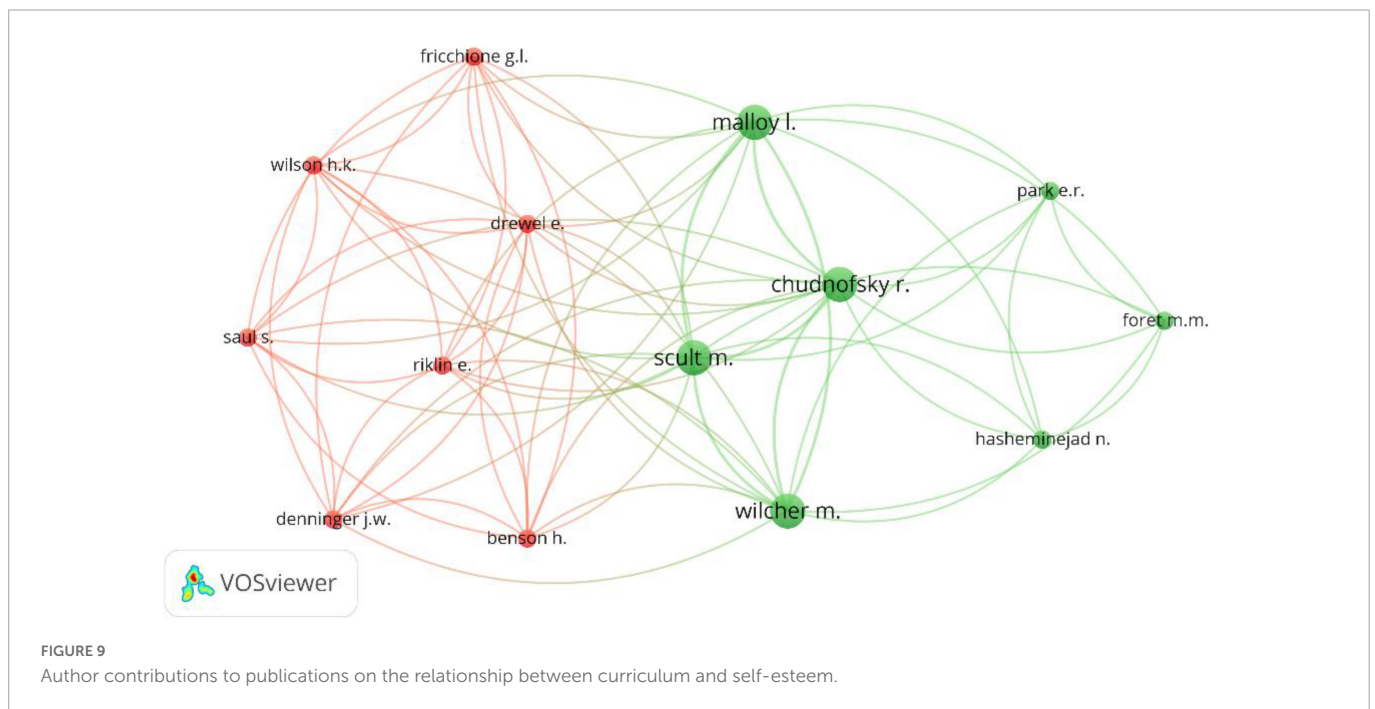 fricchione g.l.
malloy l.
wilson h.k.
park e.r.
drewel e.
chudnofsky r.
foret m.m.
saul s.
scult m.
riklin e.
hasheminejad n.
wilcher m.
denninger j.w.
benson h.
VOSviewer
FIGURE 9
Author contributions to publications on the relationship between curriculum and self-esteem.